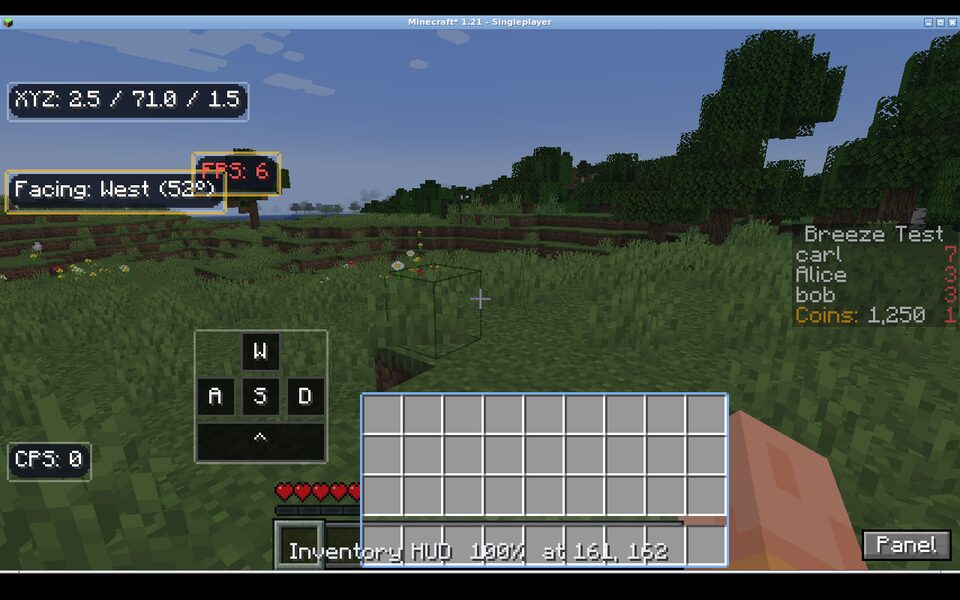 Minecraft* 1.21 - Singleplayer
XYZ: 2.5 / 71.0 / 1.5
FPS: 6
Facing: West (52°)
Breeze Test
carl 7
Alice 3
bob 3
Coins: 1,250 1
W
A S D
^
CPS: 0
Inventory HUD 100% at 161, 162
Panel